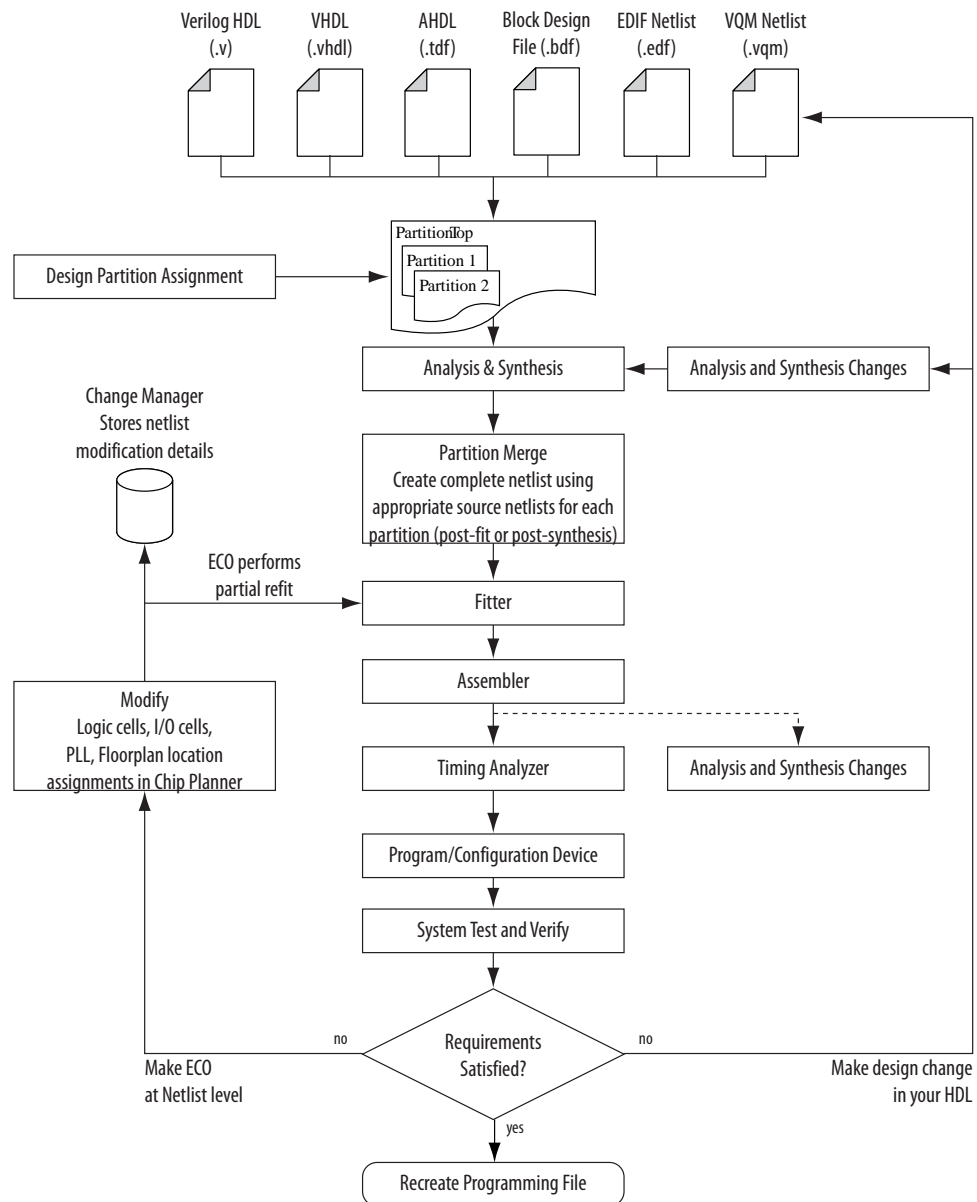 Verilog HDL
(.v)
VHDL
(.vhdl)
AHDL
(.tdf)
Block Design
File (.bdf)
EDIF Netlist
(.edf)
VQM Netlist
(.vqm)
PartitionTop
Partition 1
Partition 2
Design Partition Assignment
Analysis & Synthesis
Analysis and Synthesis Changes
Change Manager
Stores netlist
modification details
Partition Merge
Create complete netlist using
appropriate source netlists for each
partition (post-fit or post-synthesis)
ECO performs
partial refit
Fitter
Assembler
Modify
Logic cells, I/O cells,
PLL, Floorplan location
assignments in Chip Planner
Timing Analyzer
Analysis and Synthesis Changes
Program/Configuration Device
System Test and Verify
no
Requirements
Satisfied?
no
Make ECO
at Netlist level
Make design change
in your HDL
yes
Recreate Programming File